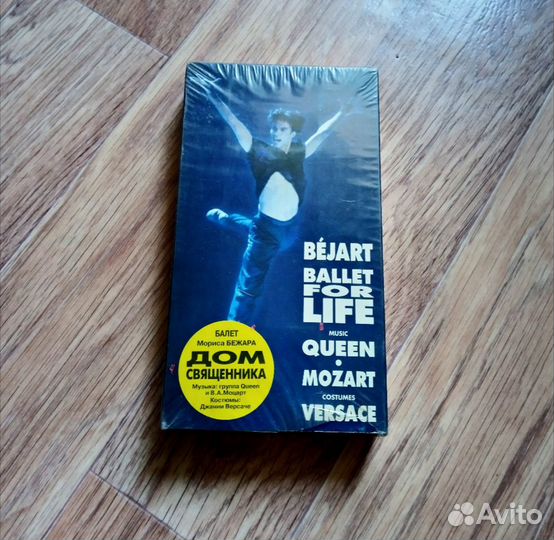 BÉJART
BALLET
FOR
LIFE
MUSIC
QUEEN
•
MOZART
COSTUMES
VERSACE
БАЛЕТ
Мориса БЕЖАРА
ДОМ
СВЯЩЕННИКА
Музыка: группа Queen
и В.А.Моцарт
Костюмы:
Джанни Версаче
Avito